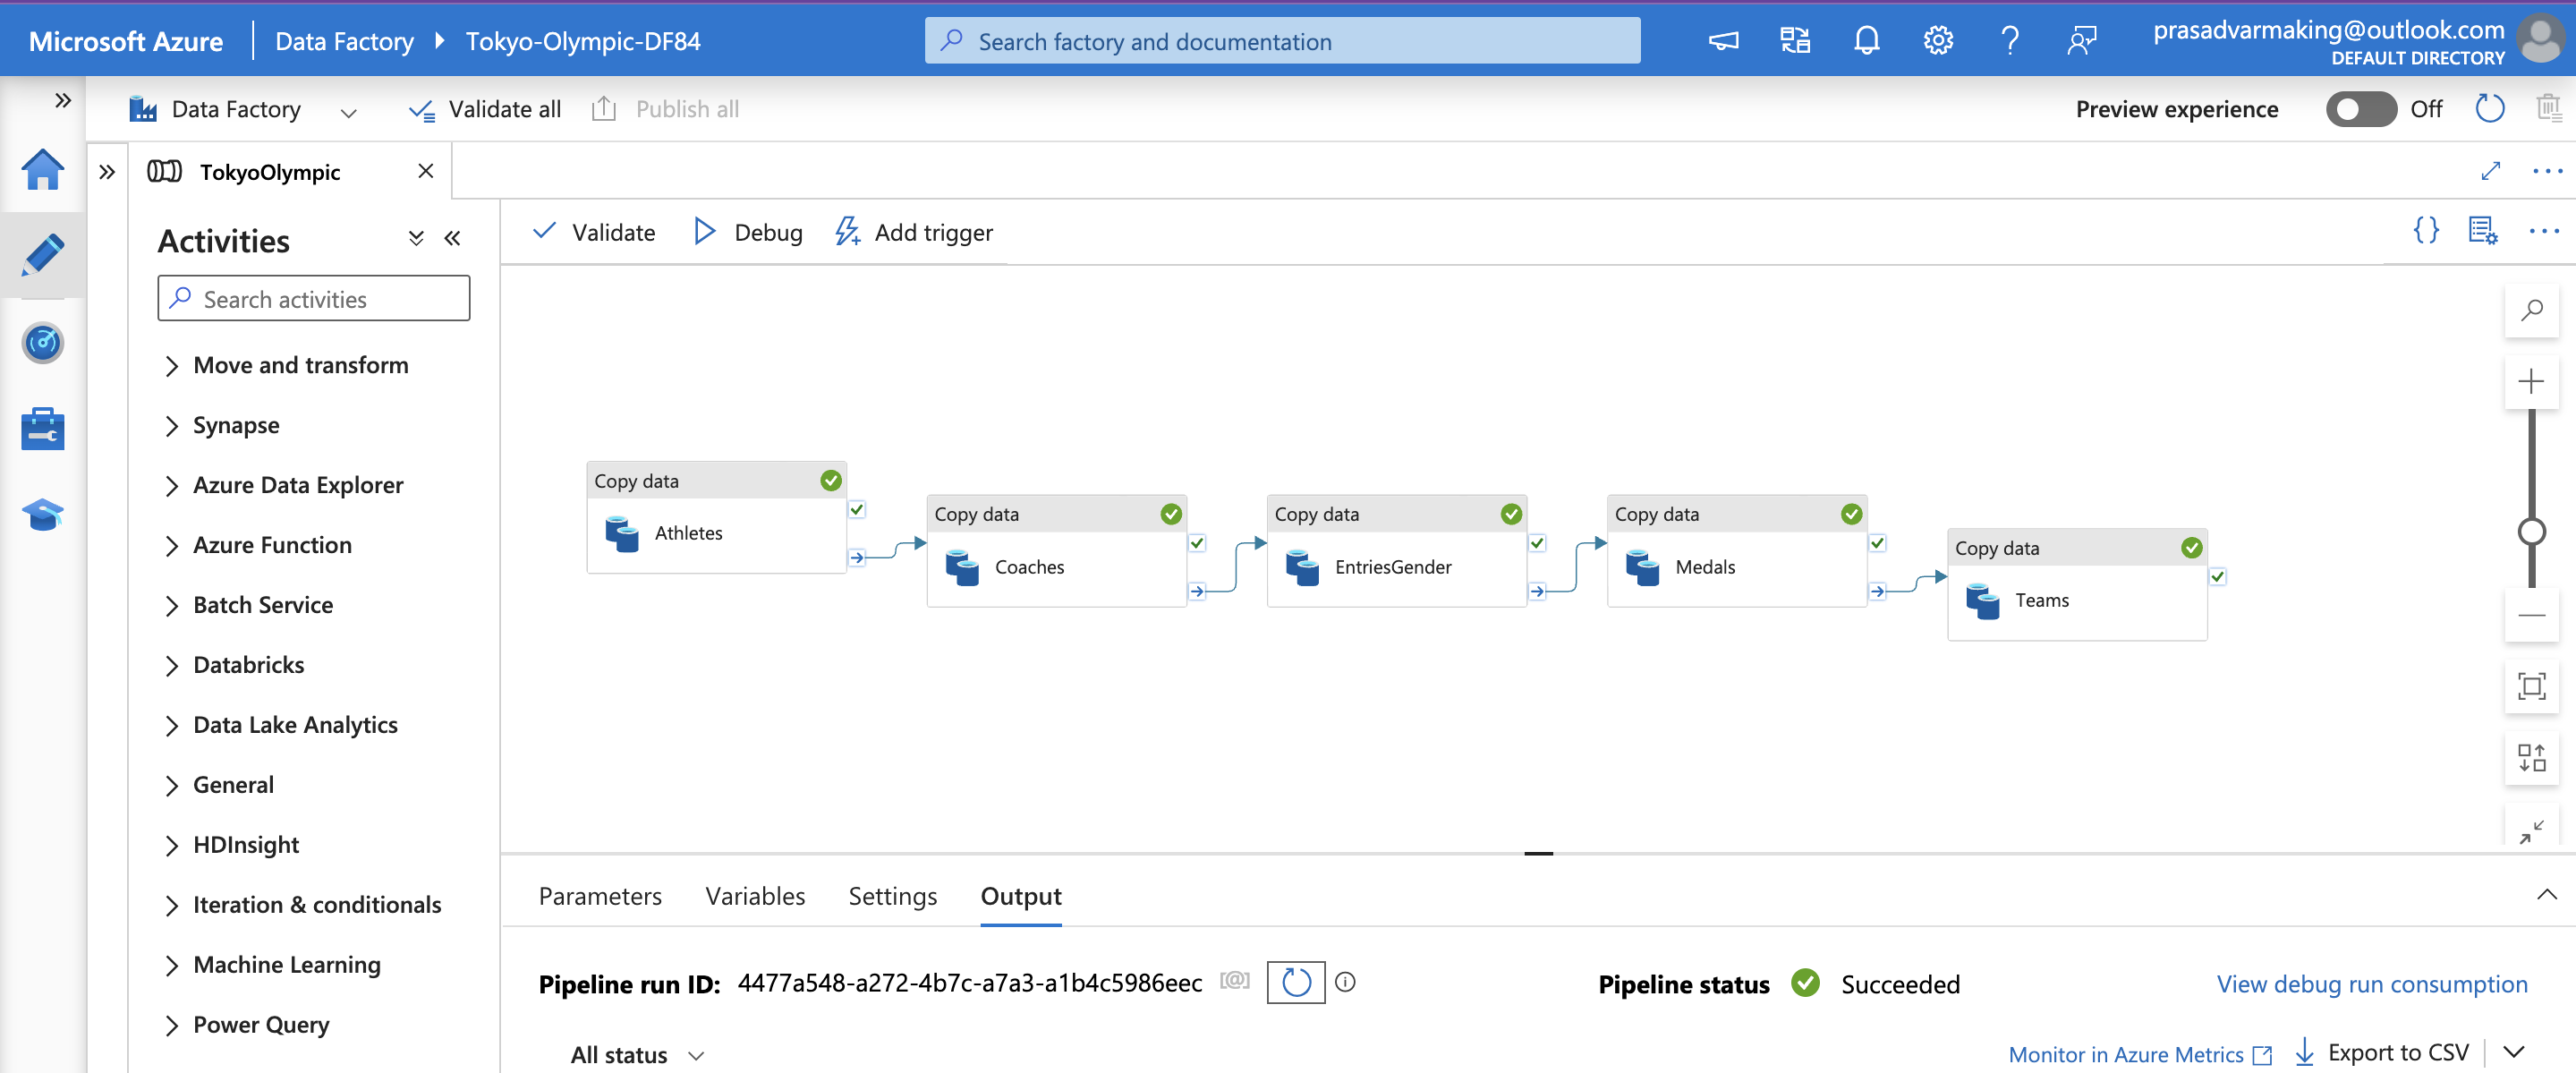 Microsoft Azure
Data Factory
Tokyo-Olympic-DF84
Search factory and documentation
prasadvarmaking@outlook.com
DEFAULT DIRECTORY
Data Factory
Validate all
Publish all
Preview experience
Off
TokyoOlympic
Activities
Search activities
Move and transform
Synapse
Azure Data Explorer
Azure Function
Batch Service
Databricks
Data Lake Analytics
General
HDInsight
Iteration & conditionals
Machine Learning
Power Query
Validate
Debug
Add trigger
{}
Copy data
Athletes
Copy data
Coaches
Copy data
EntriesGender
Copy data
Medals
Copy data
Teams
Parameters
Variables
Settings
Output
Pipeline run ID: 4477a548-a272-4b7c-a7a3-a1b4c5986eec [@]
Pipeline status Succeeded
View debug run consumption
All status
Monitor in Azure Metrics
Export to CSV